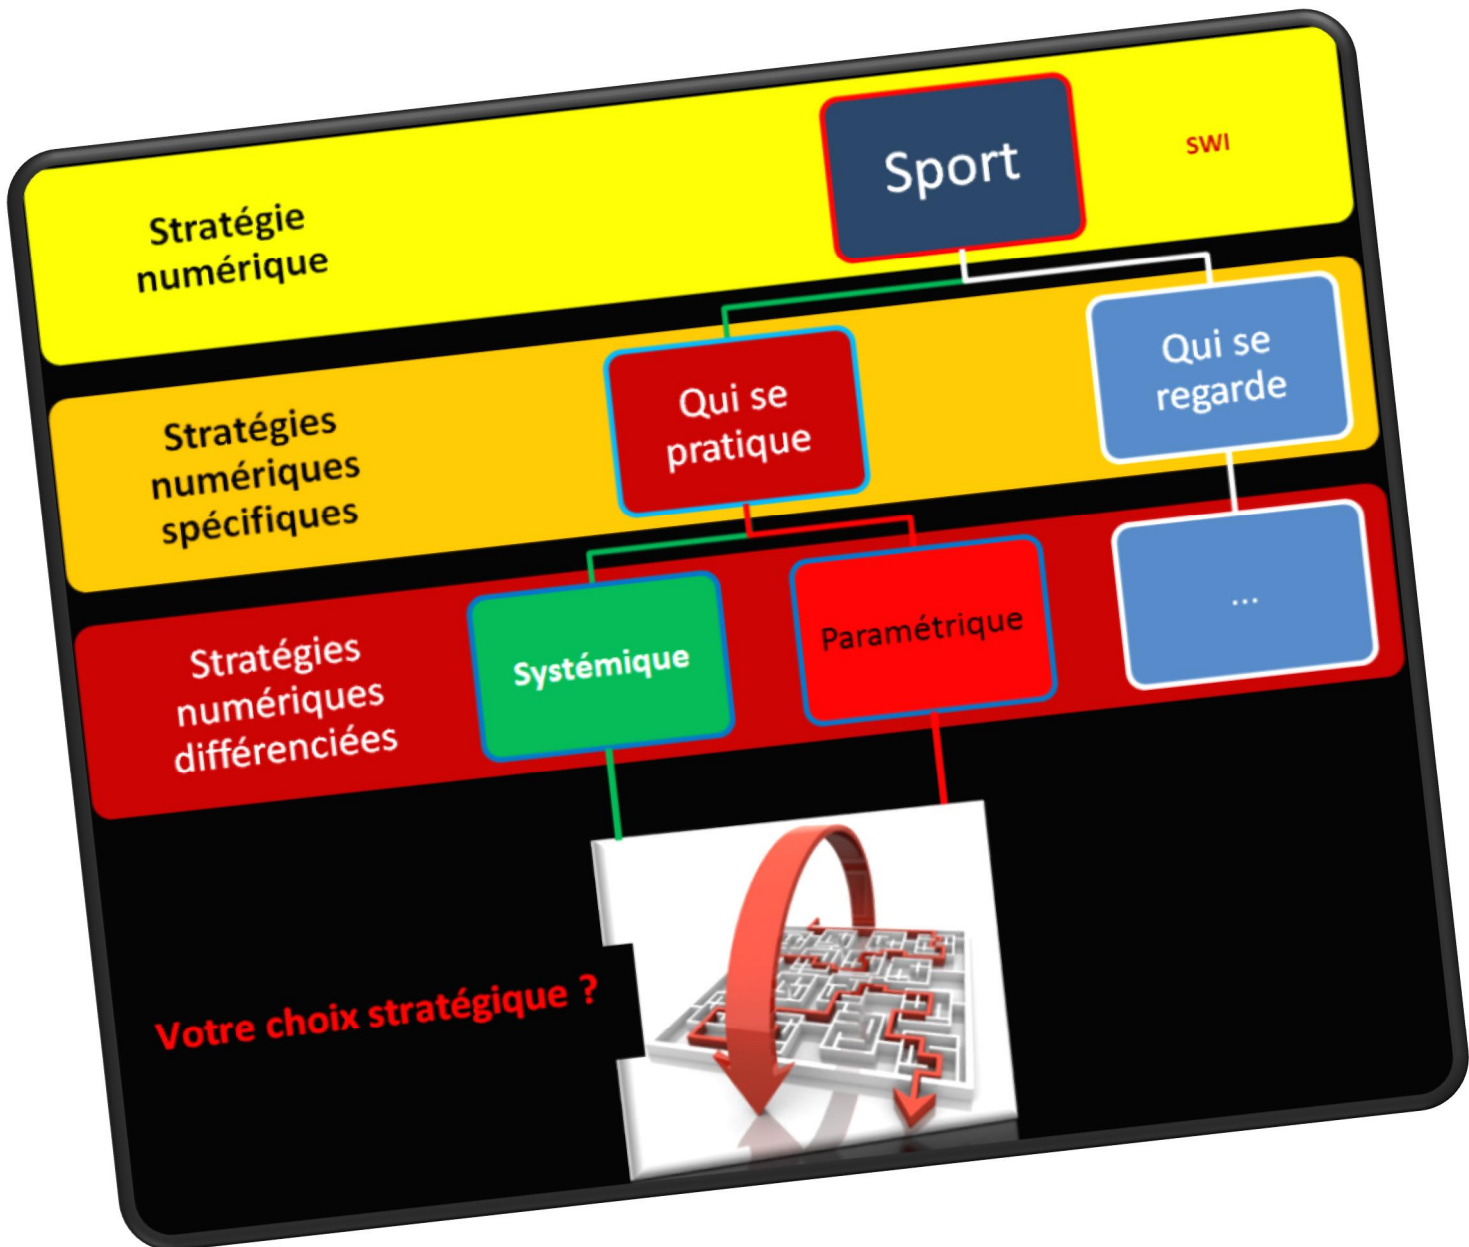 Sport
SWI
Stratégie
numérique
Qui se
regarde
Qui se
pratique
Stratégies
numériques
spécifiques
...
Paramétrique
Systémique
Stratégies
numériques
différenciées
Votre choix stratégique ?